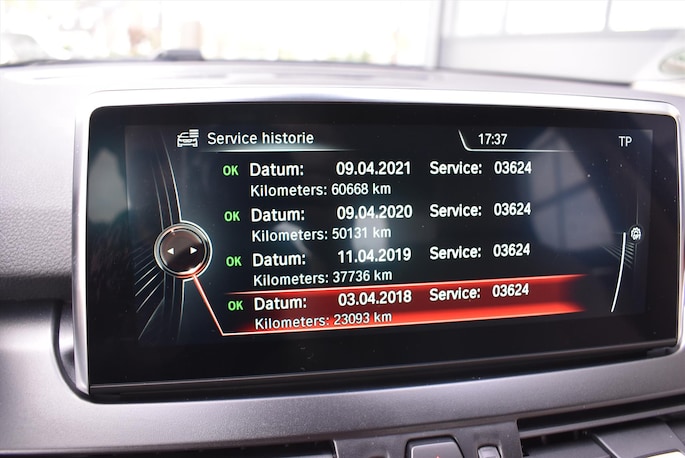 Service historie 17:37 TP
OK Datum: 09.04.2021 Service: 03624
Kilometers: 60668 km
OK Datum: 09.04.2020 Service: 03624
Kilometers: 50131 km
OK Datum: 11.04.2019 Service: 03624
Kilometers: 37736 km
OK Datum: 03.04.2018 Service: 03624
Kilometers: 23093 km